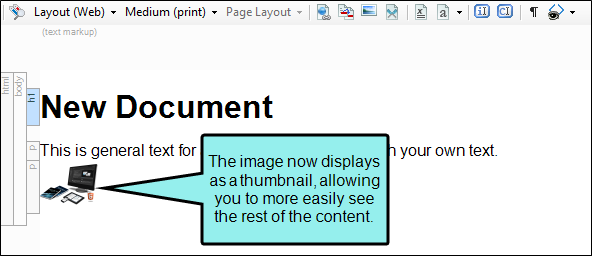 Layout (Web) Medium (print) Page Layout x a i C ¶
(text markup)
html body h1 New Document
p This is general text for n your own text.
p
The image now displays
as a thumbnail, allowing
you to more easily see
the rest of the content.